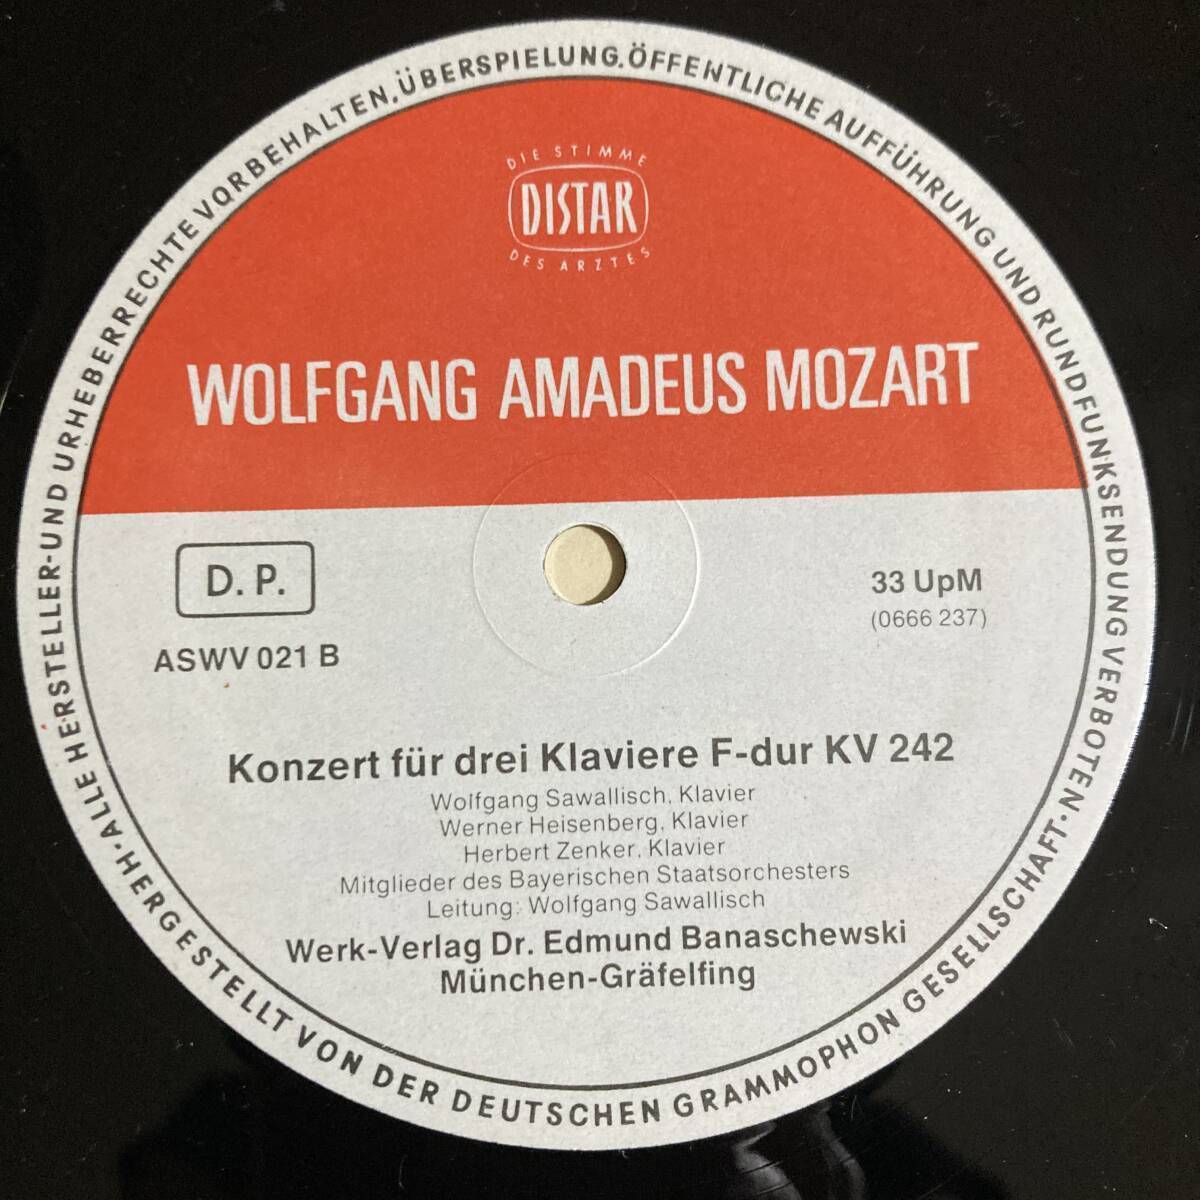 HERGESTELLT VON DER DEUTSCHEN GRAMMOPHON GESELLSCHAFT · ALLE HERSTELLER-UND URHEBERRECHTE VORBEHALTEN. ÜBERSPIELUNG. ÖFFENTLICHE AUFFÜHRUNG UND RUNDFUNKSENDUNG VERBOTEN ·
DIE STIMME
DISTAR
DES ARZTES
WOLFGANG AMADEUS MOZART
D. P.
ASWV 021 B
33 UpM
(0666 237)
Konzert für drei Klaviere F-dur KV 242
Wolfgang Sawallisch, Klavier
Werner Heisenberg, Klavier
Herbert Zenker, Klavier
Mitglieder des Bayerischen Staatsorchesters
Leitung: Wolfgang Sawallisch
Werk-Verlag Dr. Edmund Banaschewski
München-Gräfelfing